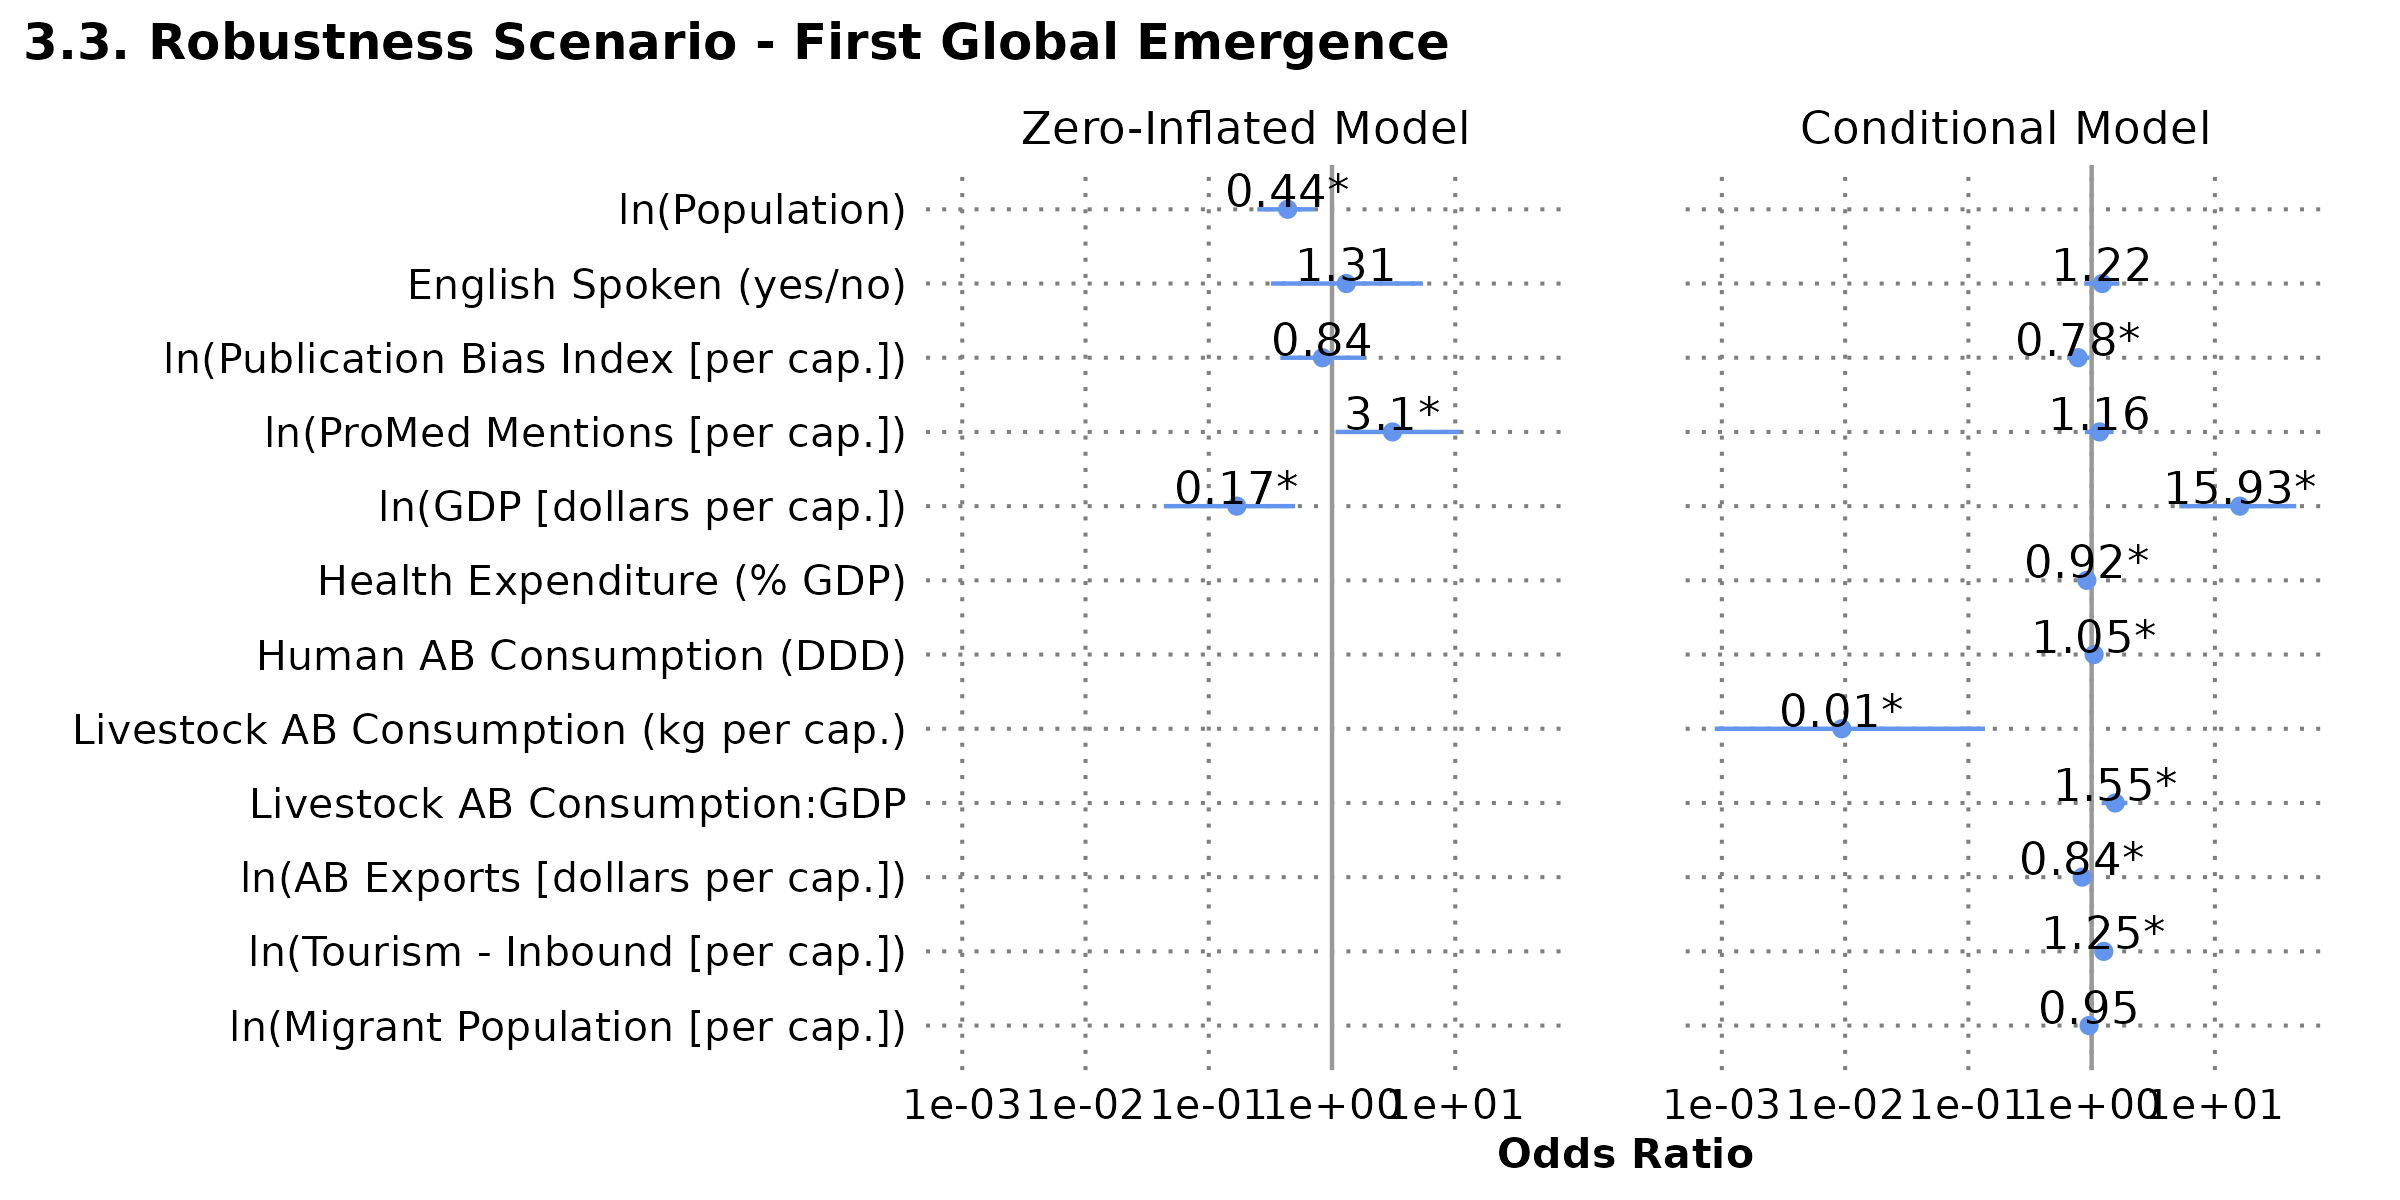 3.3. Robustness Scenario - First Global Emergence
Zero-Inflated Model
Conditional Model
ln(Population)
0.44*
English Spoken (yes/no)
1.31
1.22
ln(Publication Bias Index [per cap.])
0.84
0.78*
ln(ProMed Mentions [per cap.])
3.1*
1.16
ln(GDP [dollars per cap.])
0.17*
15.93*
Health Expenditure (% GDP)
0.92*
Human AB Consumption (DDD)
1.05*
Livestock AB Consumption (kg per cap.)
0.01*
Livestock AB Consumption:GDP
1.55*
ln(AB Exports [dollars per cap.])
0.84*
ln(Tourism - Inbound [per cap.])
1.25*
ln(Migrant Population [per cap.])
0.95
1e-03 1e-02 1e-01 1e+00 1e+01
1e-03 1e-02 1e-01 1e+00 1e+01
Odds Ratio